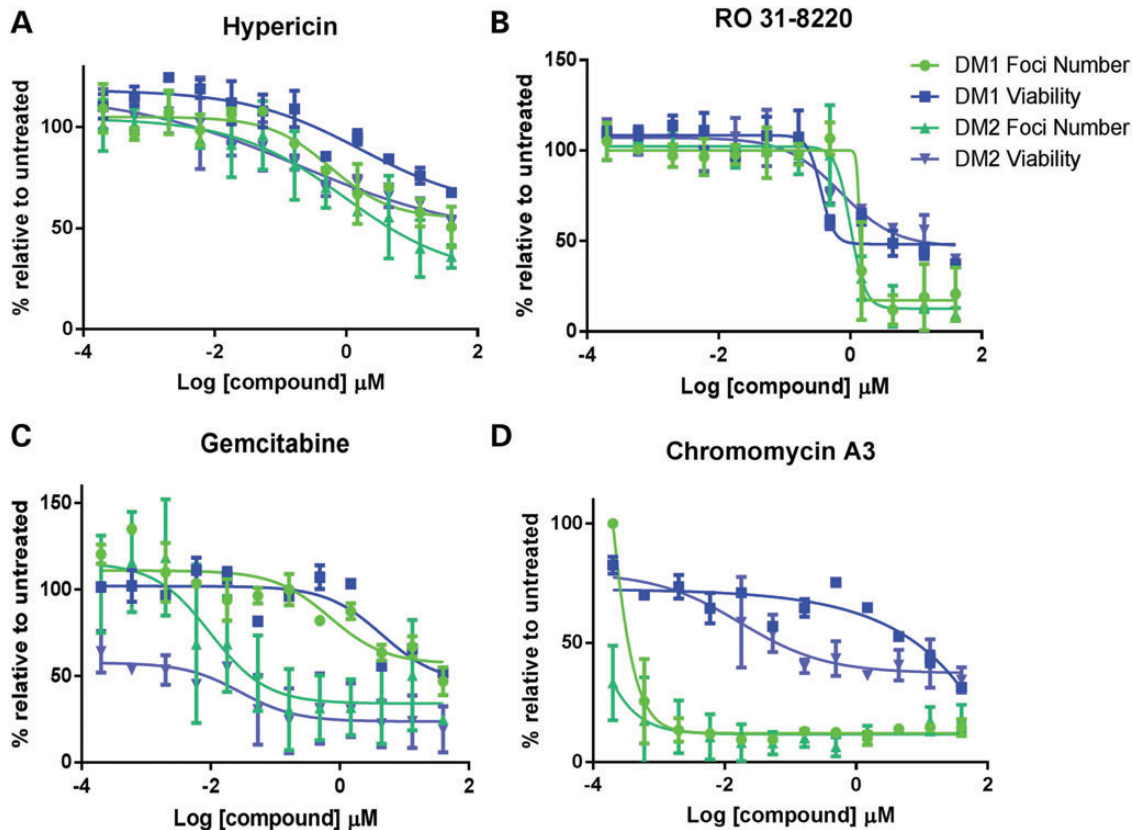 A
Hypericin
% relative to untreated
100
50
0
-4
-2
0
2
Log [compound] μM
B
RO 31-8220
% relative to untreated
150
100
50
0
-4
-2
0
2
Log [compound] μM
DM1 Foci Number
DM1 Viability
DM2 Foci Number
DM2 Viability
C
Gemcitabine
% relative to untreated
150
100
50
0
-4
-2
0
2
Log [compound] μM
D
Chromomycin A3
% relative to untreated
100
50
0
-4
-2
0
2
Log [compound] μM